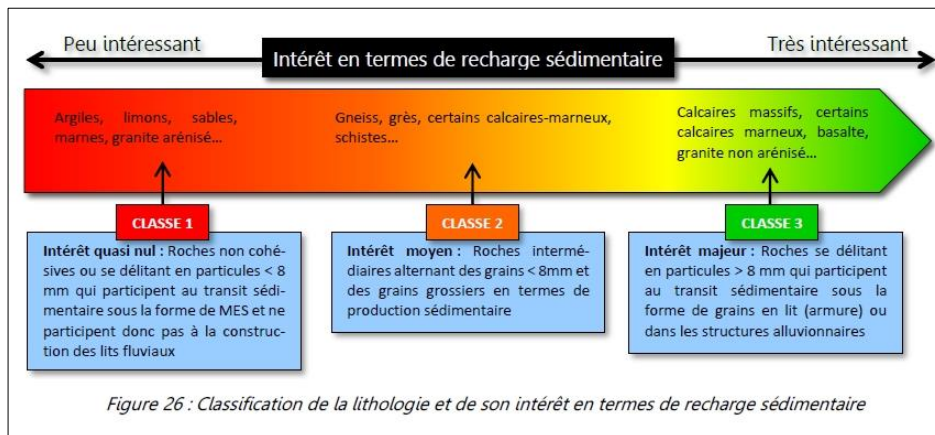 Peu intéressant
Intérêt en termes de recharge sédimentaire
Très intéressant
Argiles, limons, sables,
marnes, granite arénisé...
Gneiss, grès, certains calcaires-marneux,
schistes...
Calcaires massifs, certains
calcaires marneux, basalte,
granite non arénisé...
CLASSE 1
CLASSE 2
CLASSE 3
Intérêt quasi nul : Roches non cohé-
sives ou se délitant en particules < 8
mm qui participent au transit sédi-
mentaire sous la forme de MES et ne
participent donc pas à la construc-
tion des lits fluviaux
Intérêt moyen : Roches intermé-
diaires alternant des grains < 8mm et
des grains grossiers en termes de
production sédimentaire
Intérêt majeur : Roches se délitant
en particules > 8 mm qui participent
au transit sédimentaire sous la
forme de grains en lit (armure) ou
dans les structures alluvionnaires
Figure 26 : Classification de la lithologie et de son intérêt en termes de recharge sédimentaire